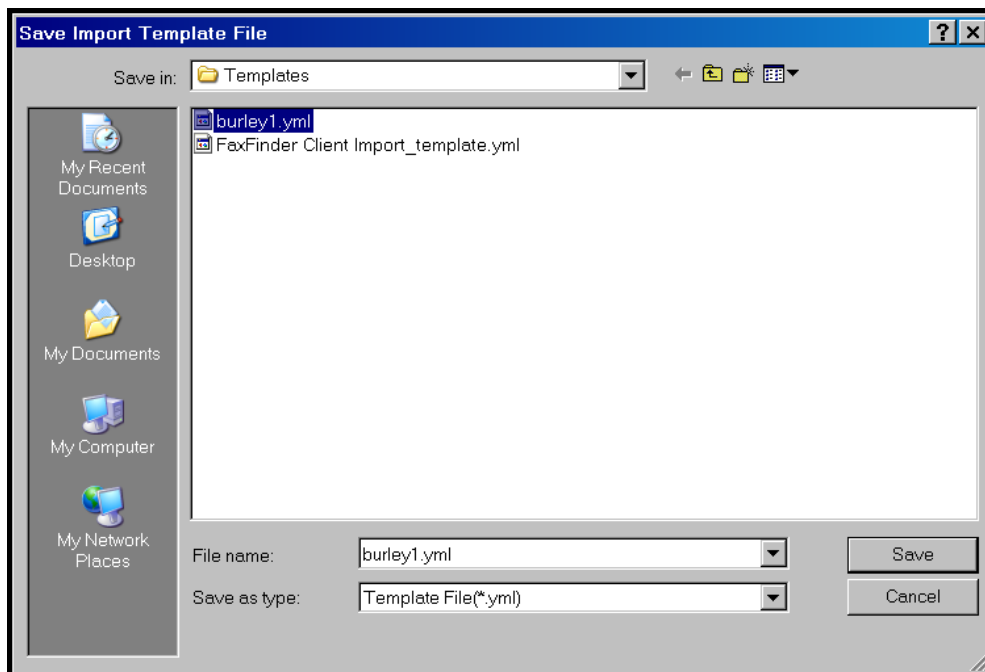 Save Import Template File
Save in:
Templates
burley1.yml
FaxFinder Client Import_template.yml
My Recent
Documents
Desktop
My Documents
My Computer
My Network
Places
File name:
burley1.yml
Save
Save as type:
Template File(*.yml)
Cancel